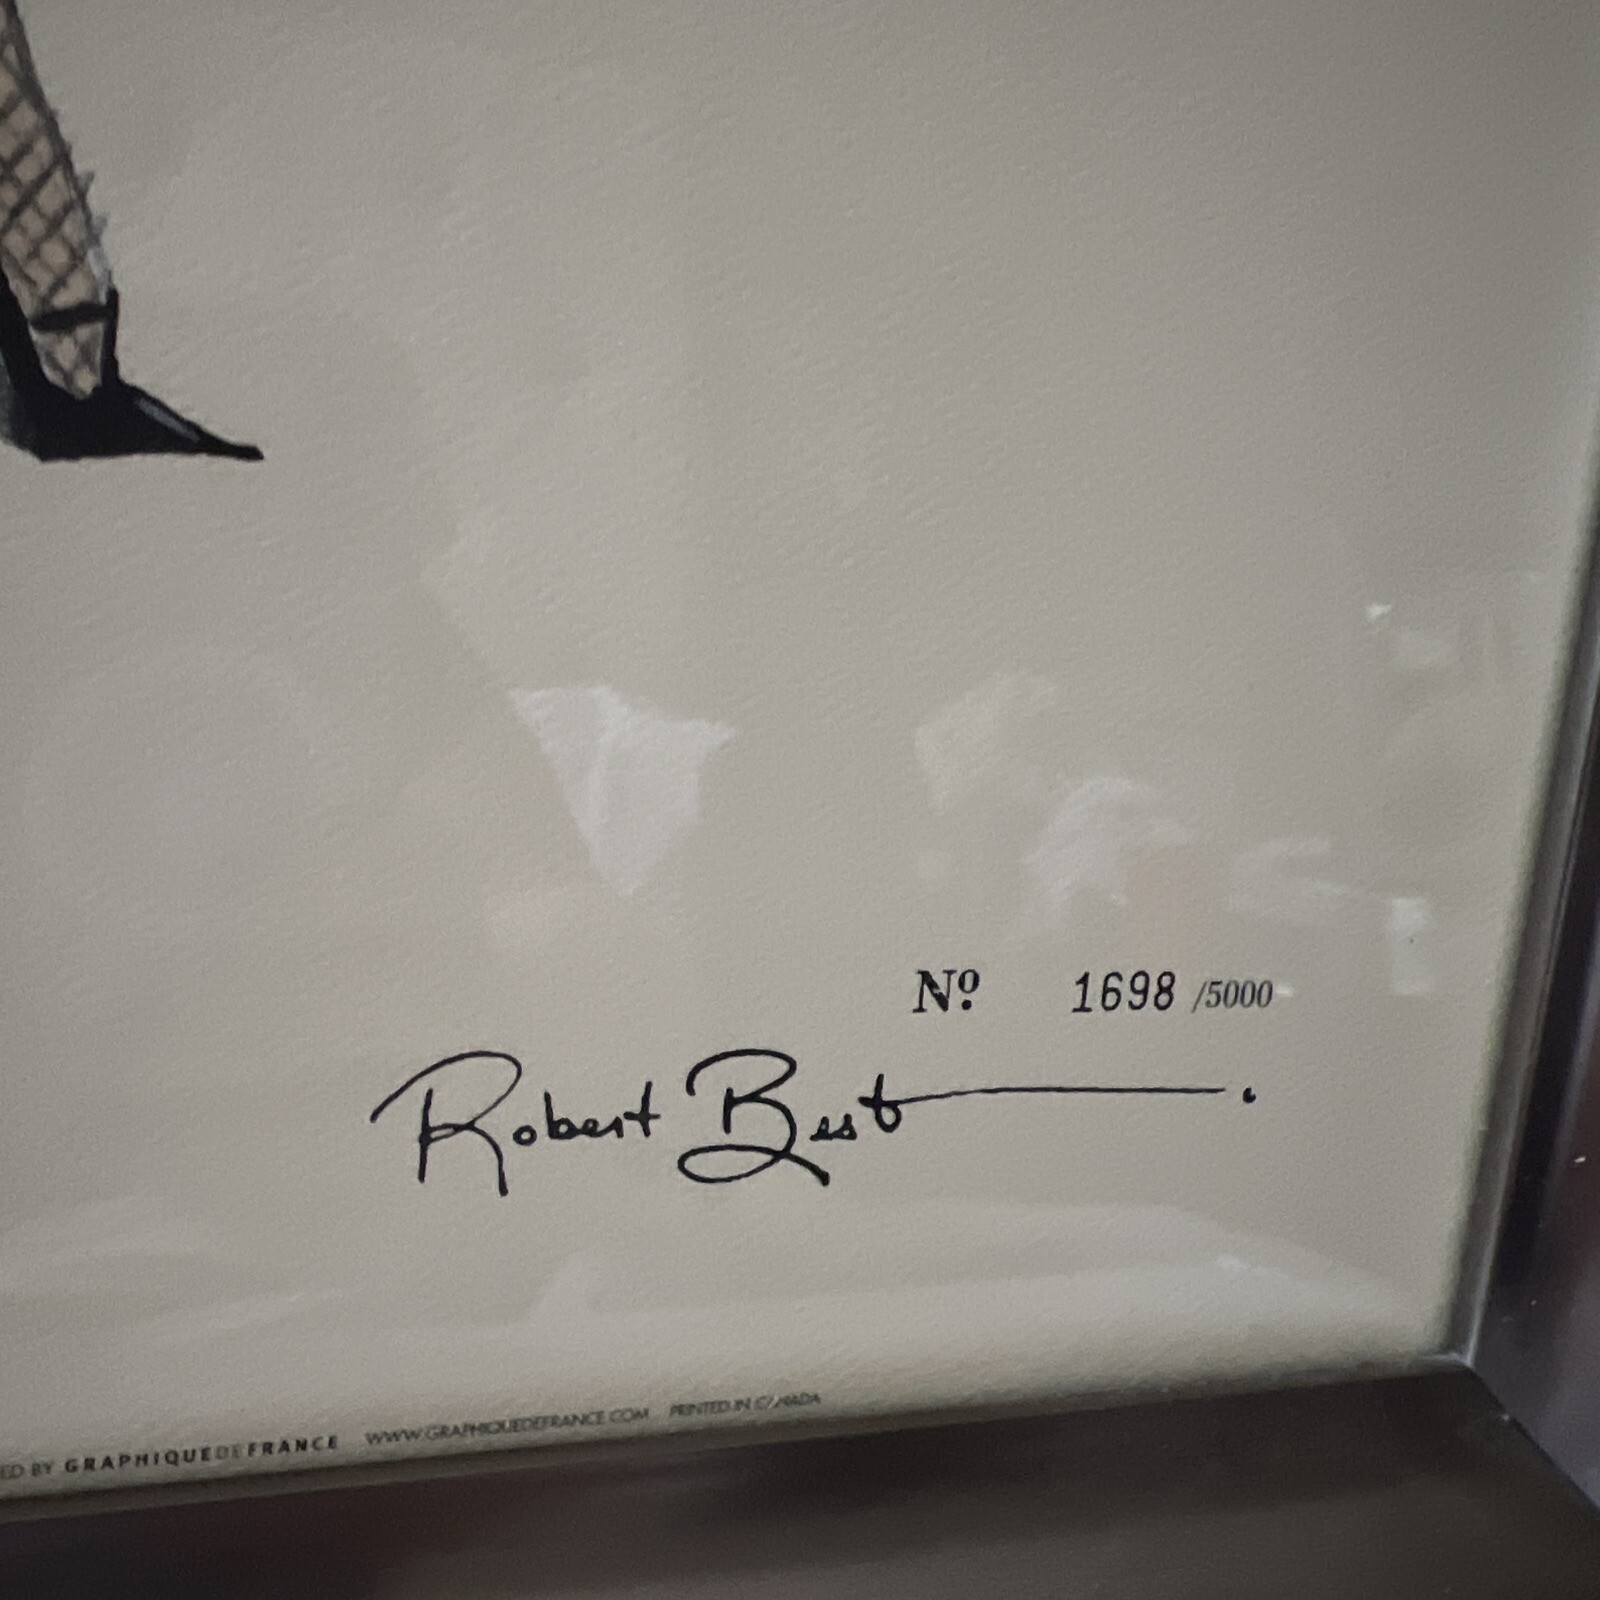 Nº 1698 /5000
Robert Best
ED BY GRAPHIQUEDEFRANCE WWW.GRAPHIQUEDEFRANCE.COM PRINTED IN CANADA